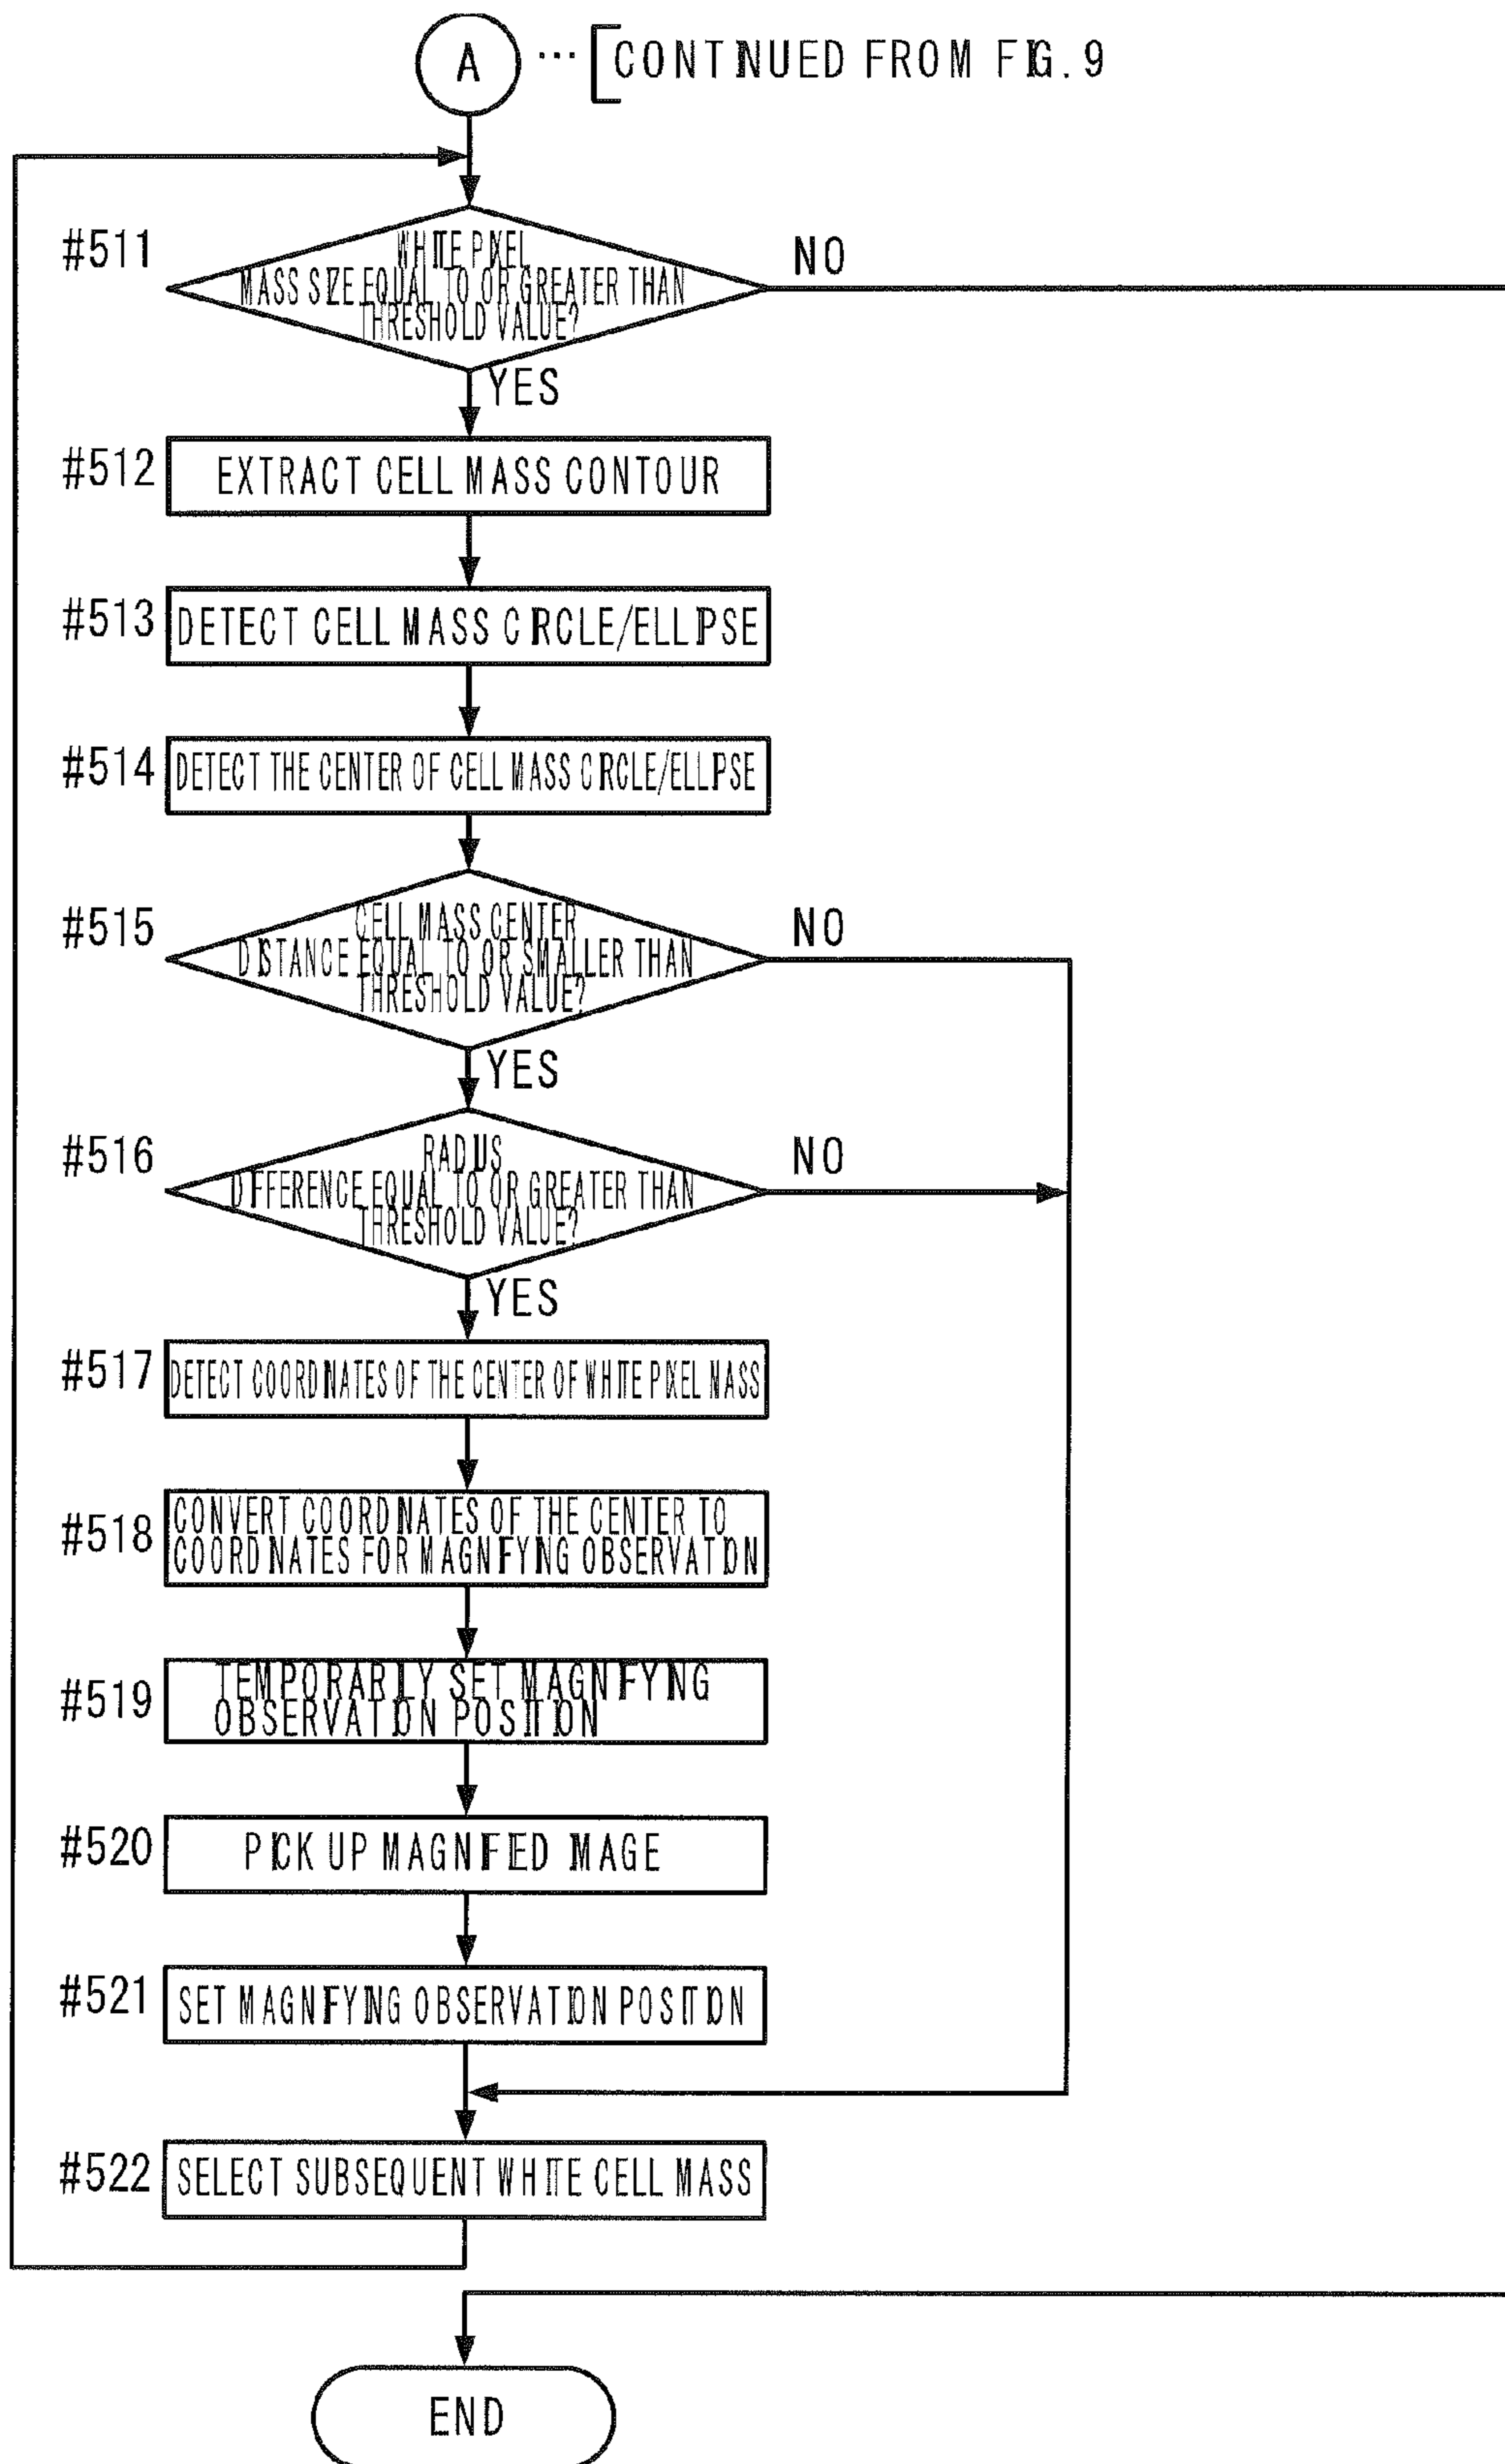 A ... CONTINUED FROM FIG.9
#511
WHITE PIXEL
MASS SIZE EQUAL TO OR GREATER THAN
THRESHOLD VALUE?
NO
YES
#512
EXTRACT CELL MASS CONTOUR
#513
DETECT CELL MASS CIRCLE/ELLIPSE
#514
DETECT THE CENTER OF CELL MASS CIRCLE/ELLIPSE
#515
CELL MASS CENTER
DISTANCE EQUAL TO OR SMALLER THAN
THRESHOLD VALUE?
NO
YES
#516
RADIUS
DIFFERENCE EQUAL TO OR GREATER THAN
THRESHOLD VALUE?
NO
YES
#517
DETECT COORDINATES OF THE CENTER OF WHITE PIXEL MASS
#518
CONVERT COORDINATES OF THE CENTER TO
COORDINATES FOR MAGNIFYING OBSERVATION
#519
TEMPORARILY SET MAGNIFYING
OBSERVATION POSITION
#520
PICK UP MAGNIFIED IMAGE
#521
SET MAGNIFYING OBSERVATION POSITION
#522
SELECT SUBSEQUENT WHITE CELL MASS
END